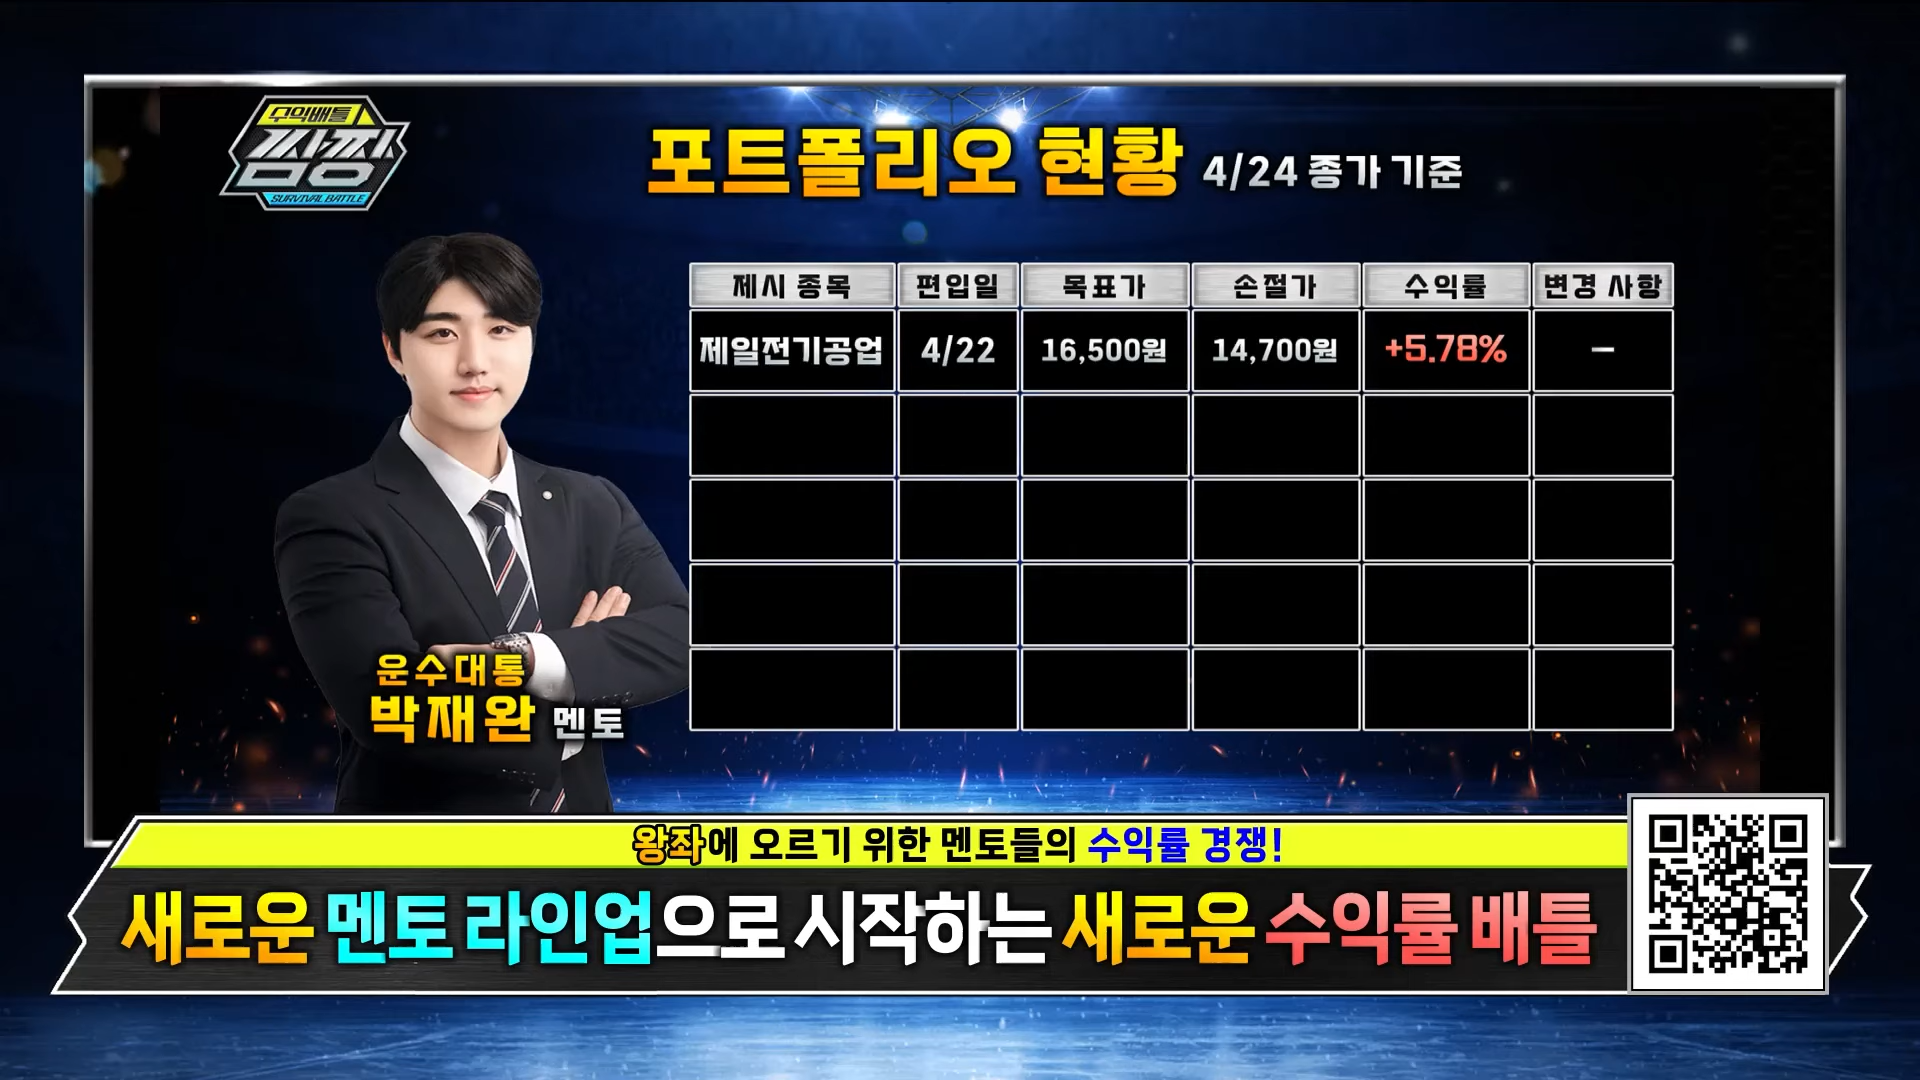 수익배틀
찜찡
SURVIVAL BATTLE
포트폴리오 현황 4/24 종가 기준
제시 종목 편입일 목표가 손절가 수익률 변경 사항
제일전기공업 4/22 16,500원 14,700원 +5.78% –
운수대통
박재완 멘토
왕좌에 오르기 위한 멘토들의 수익률 경쟁!
새로운 멘토 라인업으로 시작하는 새로운 수익률 배틀